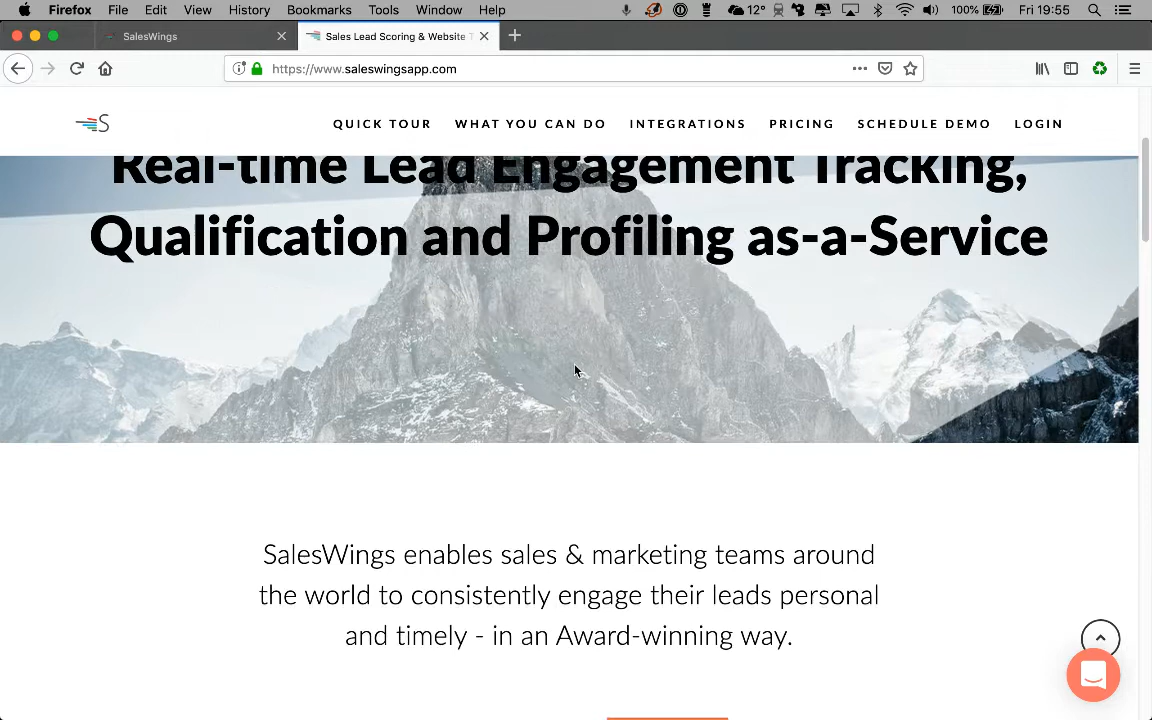 Firefox File Edit View History Bookmarks Tools Window Help 12° 100% Fri 19:55
SalesWings
Sales Lead Scoring & Website T
https://www.saleswingsapp.com
S QUICK TOUR WHAT YOU CAN DO INTEGRATIONS PRICING SCHEDULE DEMO LOGIN
Real-time Lead Engagement Tracking,
Qualification and Profiling as-a-Service
SalesWings enables sales & marketing teams around
the world to consistently engage their leads personal
and timely - in an Award-winning way.